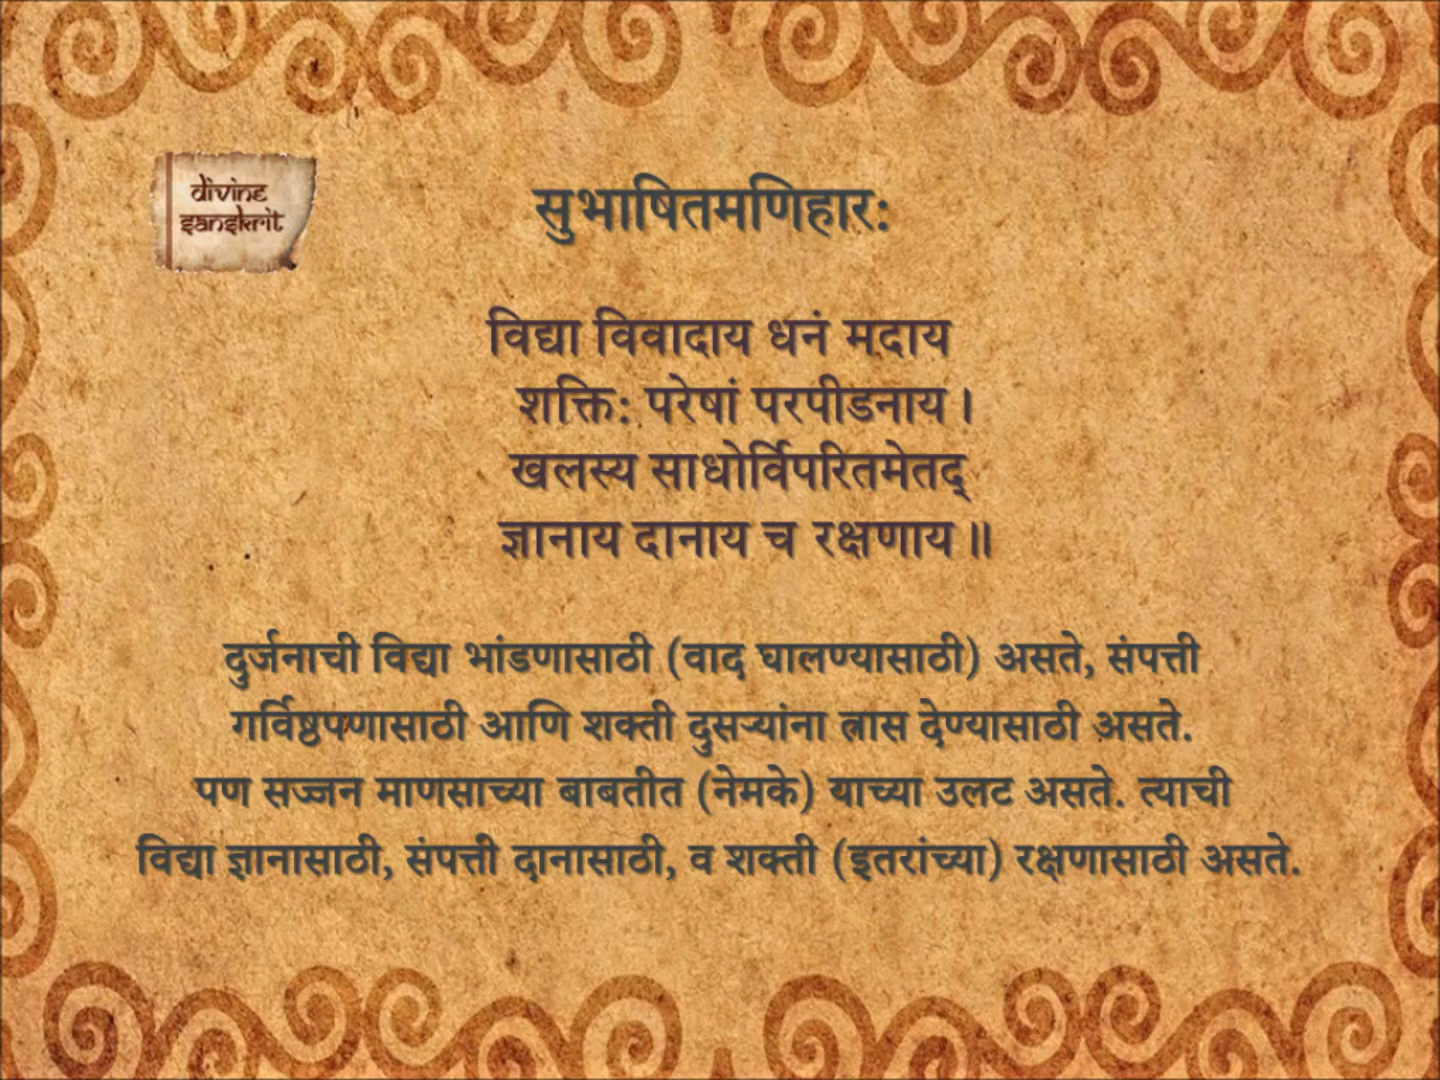 divine
sanskrit
सुभाषितमणिहार:
विद्या विवादाय धनं मदाय
शक्ति: परेषां परपीडनाय ।
खलस्य साधोर्विपरितमेतद्
ज्ञानाय दानाय च रक्षणाय ॥
दुर्जनाची विद्या भांडणासाठी (वाद घालण्यासाठी) असते, संपत्ती
गर्विष्ठपणासाठी आणि शक्ती दुसऱ्यांना त्रास देण्यासाठी असते.
पण सज्जन माणसाच्या बाबतीत (नेमके) याच्या उलट असते. त्याची
विद्या ज्ञानासाठी, संपत्ती दानासाठी, व शक्ती (इतरांच्या) रक्षणासाठी असते.